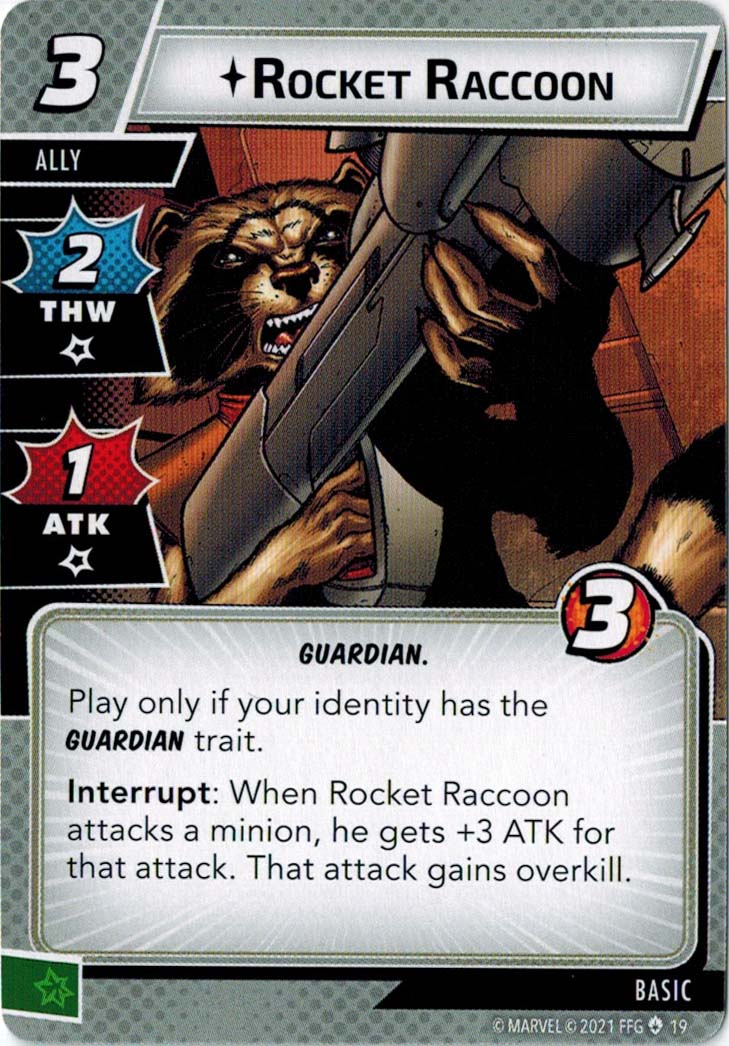 3
ROCKET RACCOON
ALLY
2
THW
1
ATK
3
GUARDIAN.
Play only if your identity has the
GUARDIAN trait.
Interrupt: When Rocket Raccoon
attacks a minion, he gets +3 ATK for
that attack. That attack gains overkill.
BASIC
© MARVEL © 2021 FFG 19